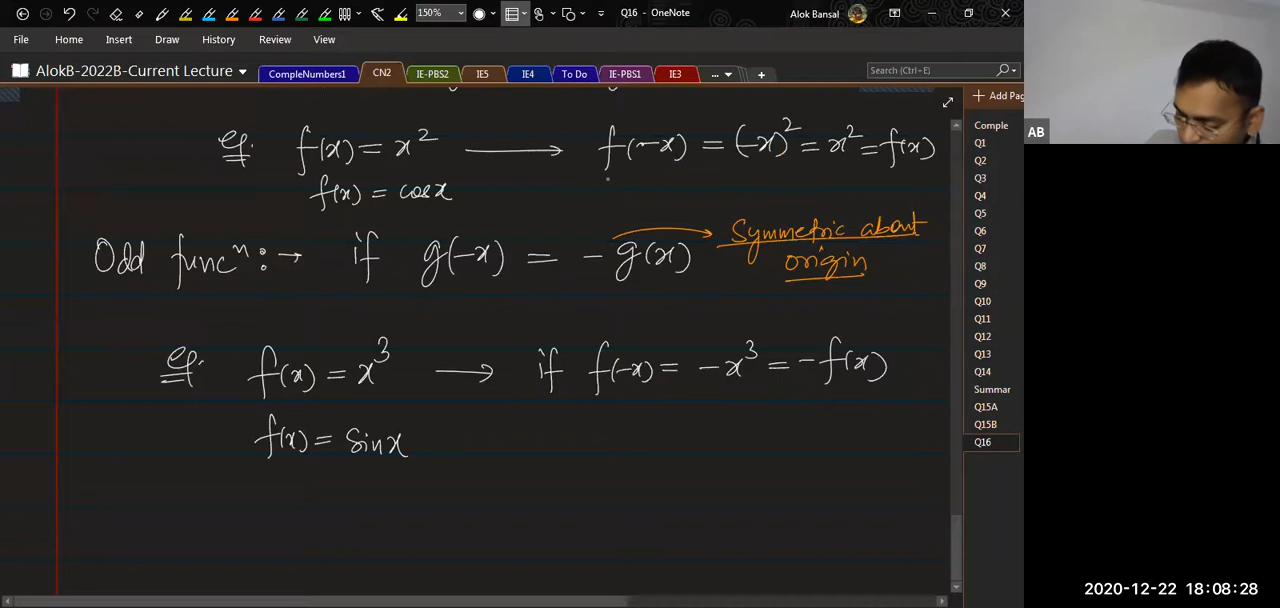 150%
Q16 - OneNote
Alok Bansal
File Home Insert Draw History Review View
AlokB-2022B-Current Lecture CompleNumbers1 CN2 IE-PBS2 IE5 IE4 To Do IE-PBS1 IE3 ... + Search (Ctrl+E)
+ Add Pag
AB
Comple
Q1
Q2
Q3
Q4
Q5
Q6
Q7
Q8
Q9
Q10
Q11
Q12
Q13
Q14
Summar
Q15A
Q15B
Q16
eg. f(x) = x² ⟶ f(-x) = (-x)² = x² = f(x)
f(x) = cosx
Odd funcⁿ :→ if g(-x) = - g(x) → Symmetric about
origin
eg. f(x) = x³ ⟶ if f(-x) = -x³ = -f(x)
f(x) = sinx
2020-12-22 18:08:28